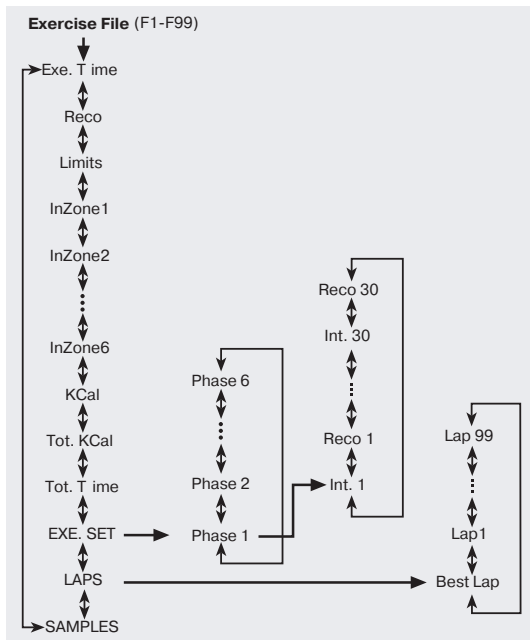 Exercise File (F1-F99)
Exe. T ime
Reco
Limits
InZone1
InZone2
InZone6
KCal
Tot. KCal
Tot. T ime
EXE. SET
LAPS
SAMPLES
Phase 6
Phase 2
Phase 1
Reco 30
Int. 30
Reco 1
Int. 1
Lap 99
Lap1
Best Lap